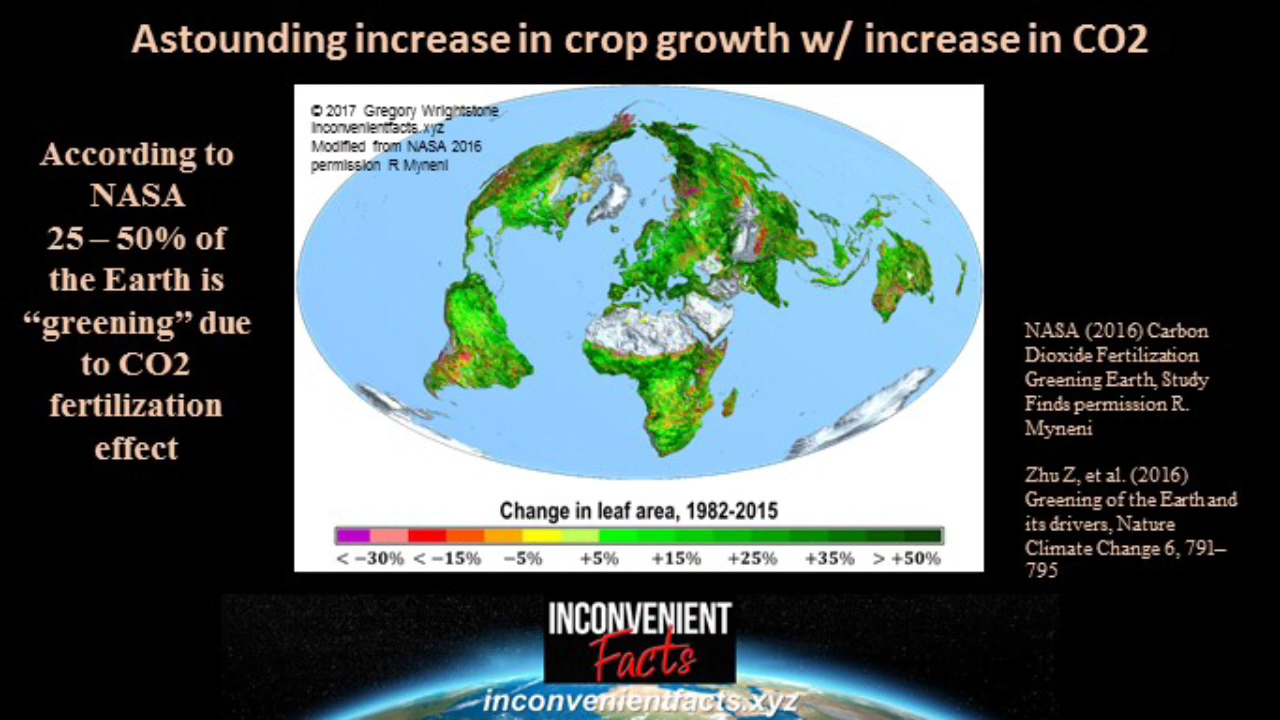 Astounding increase in crop growth w/ increase in CO2
According to
NASA
25 – 50% of
the Earth is
“greening” due
to CO2
fertilization
effect
© 2017 Gregory Wrightstone
inconvenientfacts.xyz
Modified from NASA 2016
permission R Myneni
Change in leaf area, 1982-2015
< −30% < −15% −5% +5% +15% +25% +35% > +50%
NASA (2016) Carbon
Dioxide Fertilization
Greening Earth, Study
Finds permission R.
Myneni
Zhu Z, et al. (2016)
Greening of the Earth and
its drivers, Nature
Climate Change 6, 791–
795
INCONVENIENT
Facts
inconvenientfacts.xyz